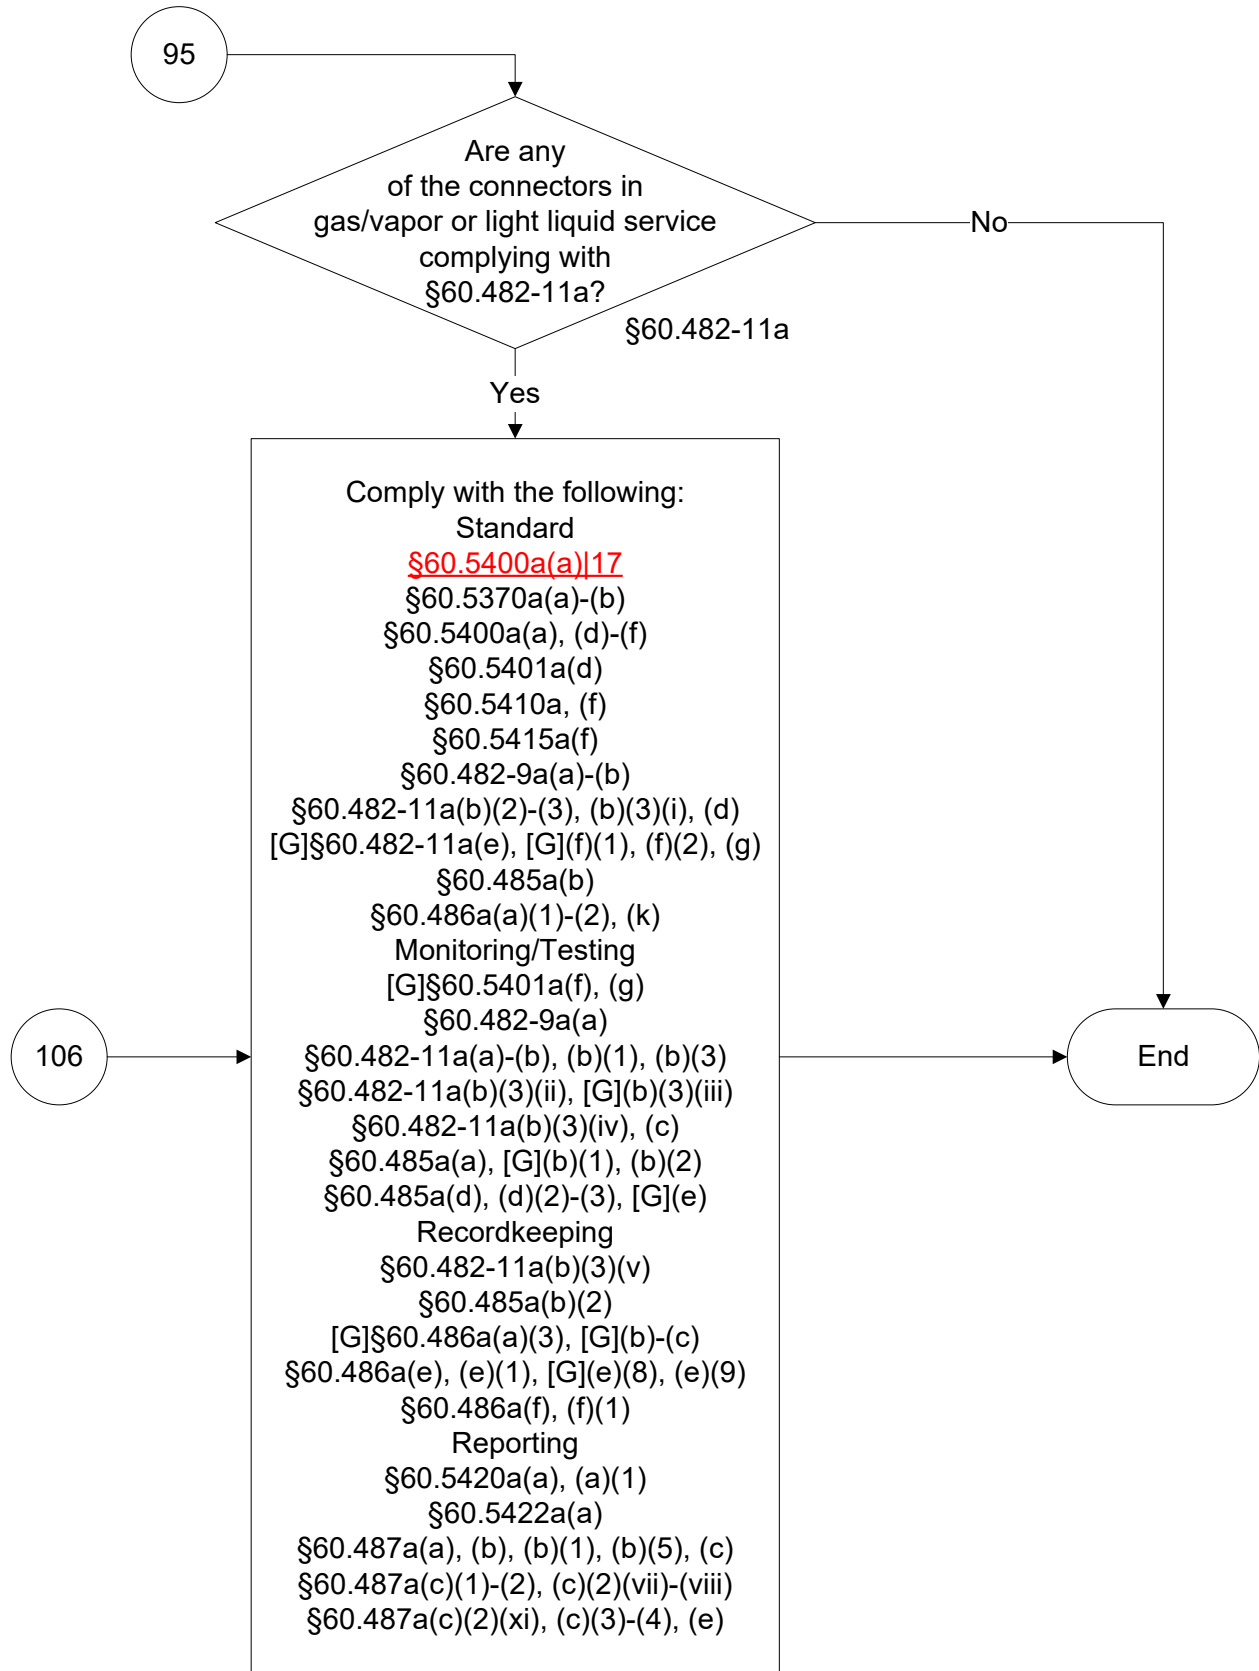 95
Are any
of the connectors in
gas/vapor or light liquid service
complying with
§60.482-11a?
No
§60.482-11a
Yes
Comply with the following:
Standard
§60.5400a(a)|17
§60.5370a(a)-(b)
§60.5400a(a), (d)-(f)
§60.5401a(d)
§60.5410a, (f)
§60.5415a(f)
§60.482-9a(a)-(b)
§60.482-11a(b)(2)-(3), (b)(3)(i), (d)
[G]§60.482-11a(e), [G](f)(1), (f)(2), (g)
§60.485a(b)
§60.486a(a)(1)-(2), (k)
Monitoring/Testing
[G]§60.5401a(f), (g)
§60.482-9a(a)
§60.482-11a(a)-(b), (b)(1), (b)(3)
§60.482-11a(b)(3)(ii), [G](b)(3)(iii)
§60.482-11a(b)(3)(iv), (c)
§60.485a(a), [G](b)(1), (b)(2)
§60.485a(d), (d)(2)-(3), [G](e)
Recordkeeping
§60.482-11a(b)(3)(v)
§60.485a(b)(2)
[G]§60.486a(a)(3), [G](b)-(c)
§60.486a(e), (e)(1), [G](e)(8), (e)(9)
§60.486a(f), (f)(1)
Reporting
§60.5420a(a), (a)(1)
§60.5422a(a)
§60.487a(a), (b), (b)(1), (b)(5), (c)
§60.487a(c)(1)-(2), (c)(2)(vii)-(viii)
§60.487a(c)(2)(xi), (c)(3)-(4), (e)
106
End